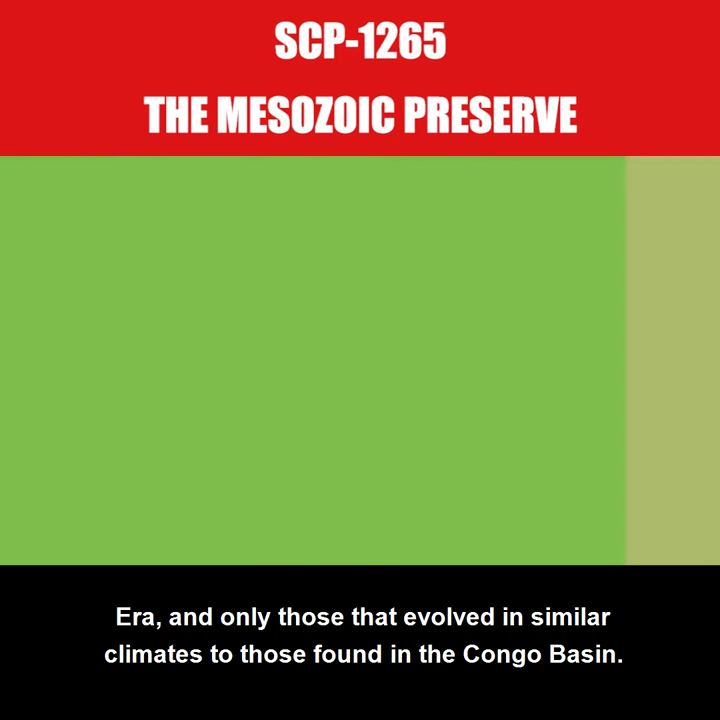 SCP-1265
THE MESOZOIC PRESERVE
Era, and only those that evolved in similar
climates to those found in the Congo Basin.